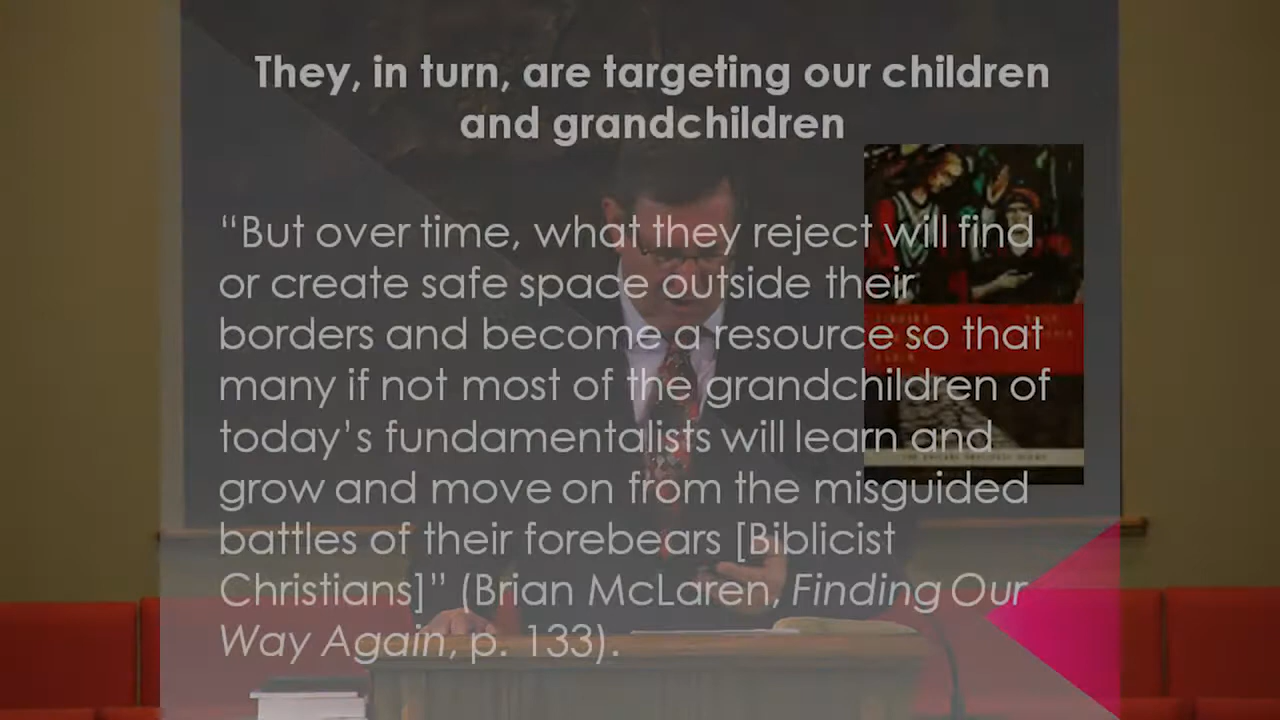 They, in turn, are targeting our children
and grandchildren
“But over time, what they reject will find
or create safe space outside their
borders and become a resource so that
many if not most of the grandchildren of
today’s fundamentalists will learn and
grow and move on from the misguided
battles of their forebears [Biblicist
Christians]” (Brian McLaren, Finding Our
Way Again, p. 133).